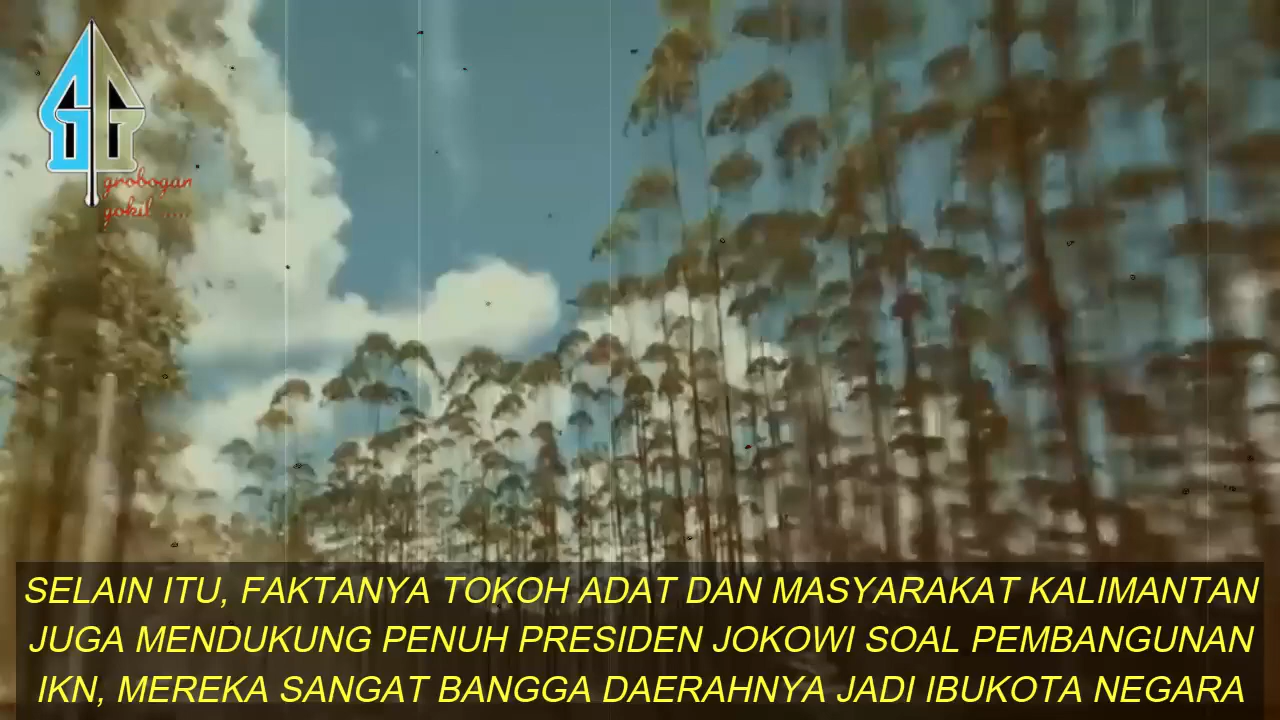 GG
grobogan
gokil ....
SELAIN ITU, FAKTANYA TOKOH ADAT DAN MASYARAKAT KALIMANTAN
JUGA MENDUKUNG PENUH PRESIDEN JOKOWI SOAL PEMBANGUNAN
IKN, MEREKA SANGAT BANGGA DAERAHNYA JADI IBUKOTA NEGARA